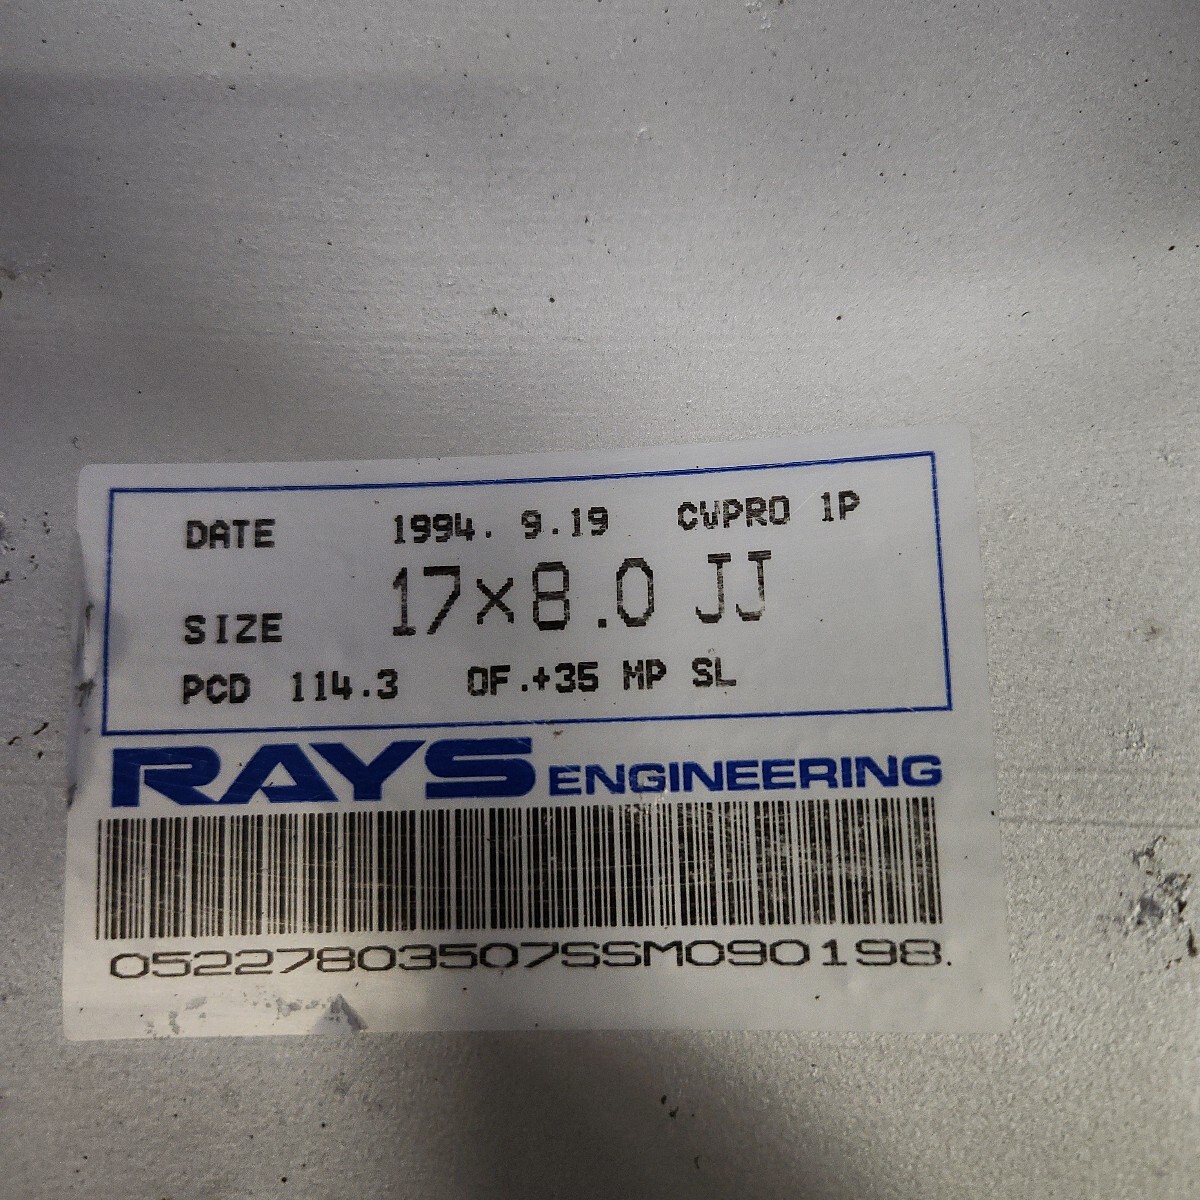 DATE 1994. 9.19 CWPRO 1P
SIZE 17×8.0 JJ
PCD 114.3 OF.+35 MP SL
RAYS ENGINEERING
05227803507SSM090198.